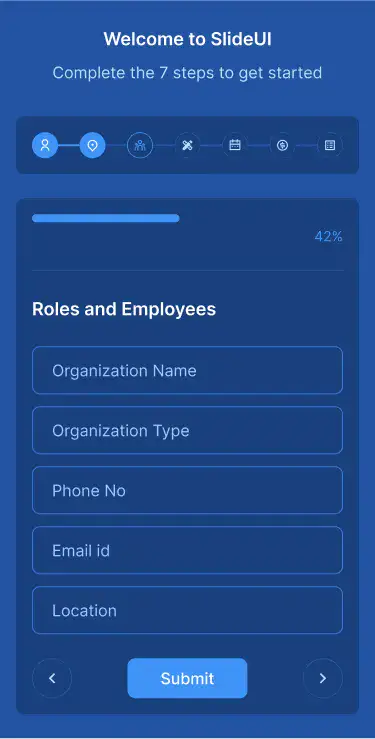 Welcome to SlideUI
Complete the 7 steps to get started
42%
Roles and Employees
Organization Name
Organization Type
Phone No
Email id
Location
Submit